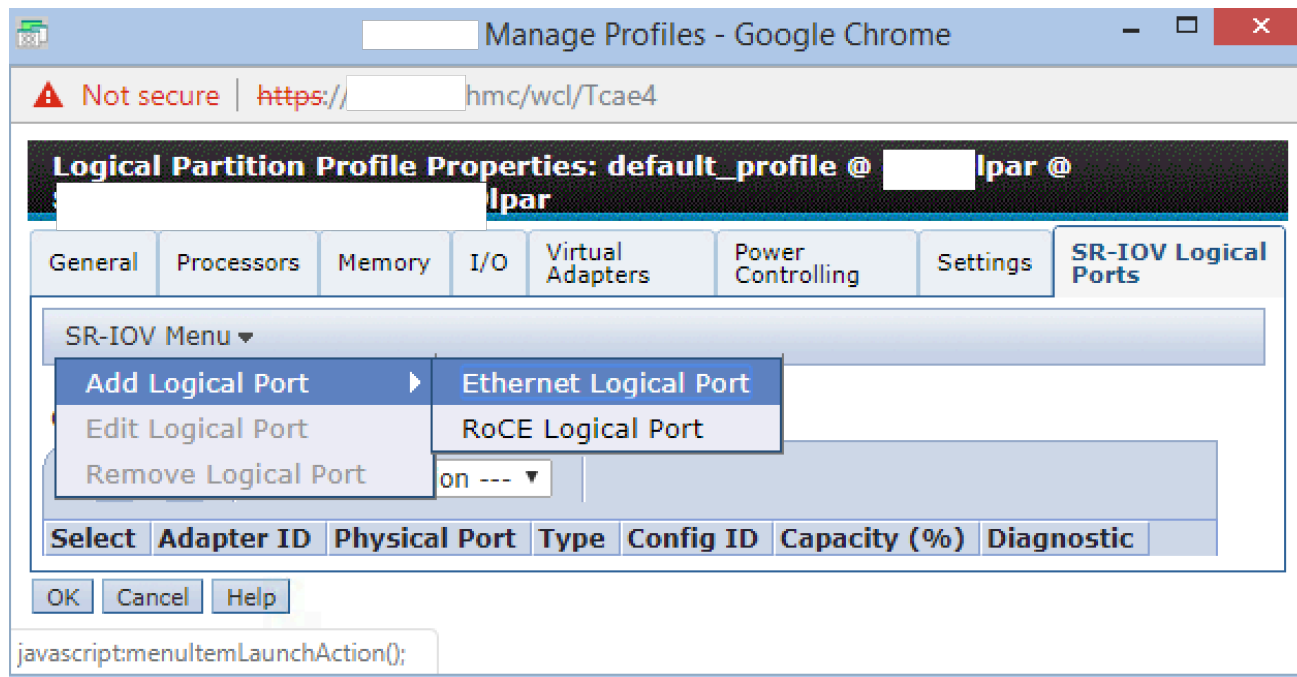 Manage Profiles - Google Chrome
Not secure | https:// hmc/wcl/Tcae4
Logical Partition Profile Properties: default_profile @ lpar @
lpar
General Processors Memory I/O Virtual Adapters Power Controlling Settings SR-IOV Logical Ports
SR-IOV Menu
Add Logical Port Ethernet Logical Port
Edit Logical Port RoCE Logical Port
Remove Logical Port on ---
Select Adapter ID Physical Port Type Config ID Capacity (%) Diagnostic
OK Cancel Help
javascript:menuItemLaunchAction();